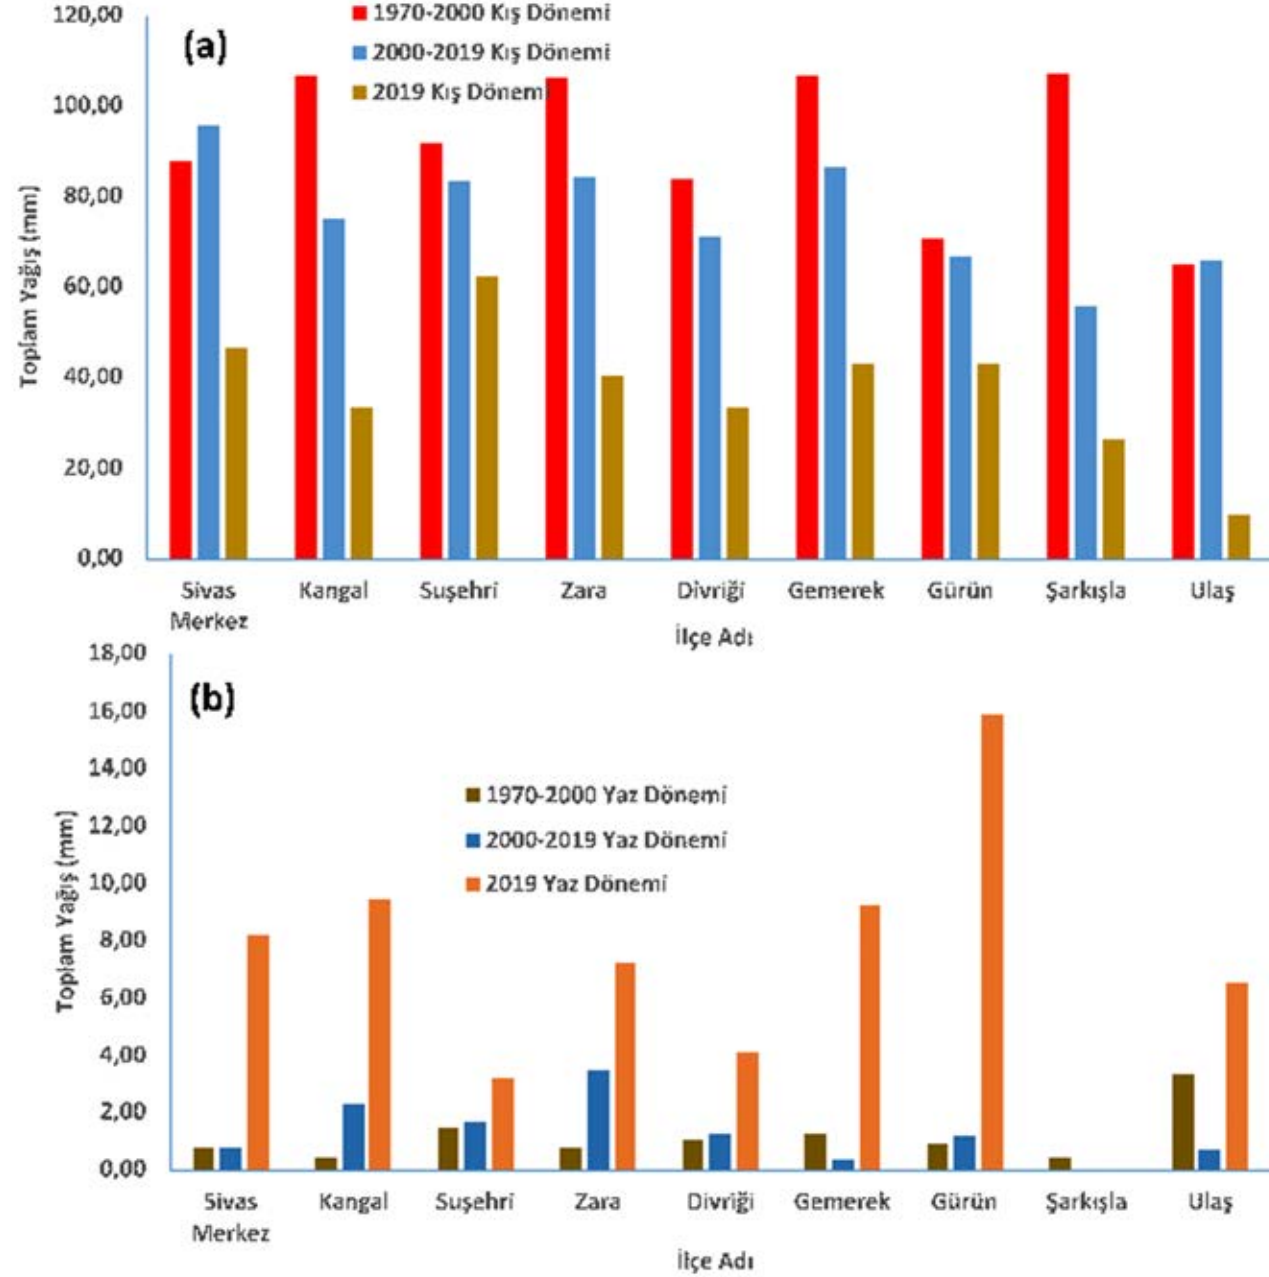 120,00
(a)
1970-2000 Kış Dönemi
2000-2019 Kış Dönemi
2019 Kış Dönemi
100,00
80,00
60,00
40,00
20,00
0,00
Toplam Yağış (mm)
Sivas Merkez
Kangal
Suşehri
Zara
Divriği
Gemerek
Gürün
Şarkışla
Ulaş
İlçe Adı
18,00
(b)
16,00
14,00
12,00
10,00
8,00
6,00
4,00
2,00
0,00
Toplam Yağış (mm)
1970-2000 Yaz Dönemi
2000-2019 Yaz Dönemi
2019 Yaz Dönemi
Sivas Merkez
Kangal
Suşehri
Zara
Divriği
Gemerek
Gürün
Şarkışla
Ulaş
İlçe Adı